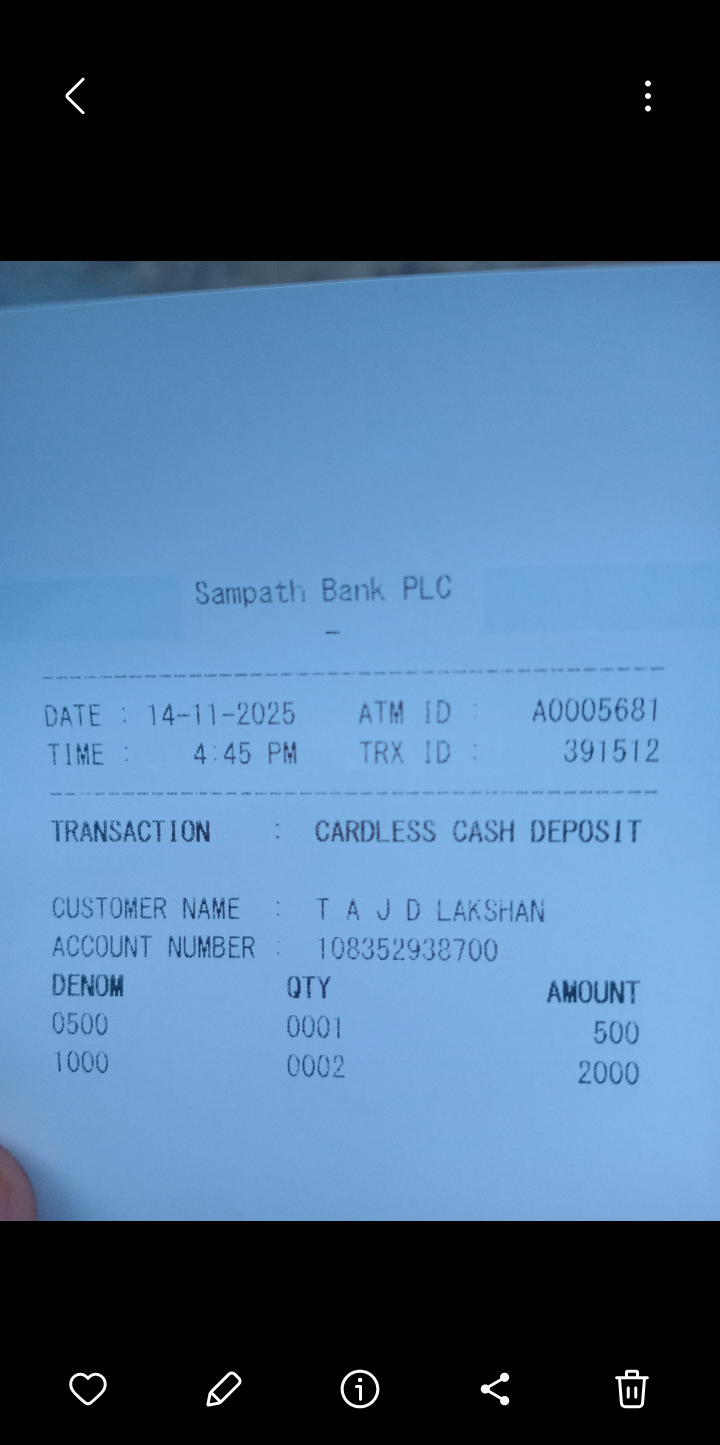 Sampath Bank PLC
DATE : 14-11-2025 ATM ID : A0005681
TIME : 4:45 PM TRX ID : 391512
TRANSACTION : CARDLESS CASH DEPOSIT
CUSTOMER NAME : T A J D LAKSHAN
ACCOUNT NUMBER : 108352938700
DENOM QTY AMOUNT
0500 0001 500
1000 0002 2000